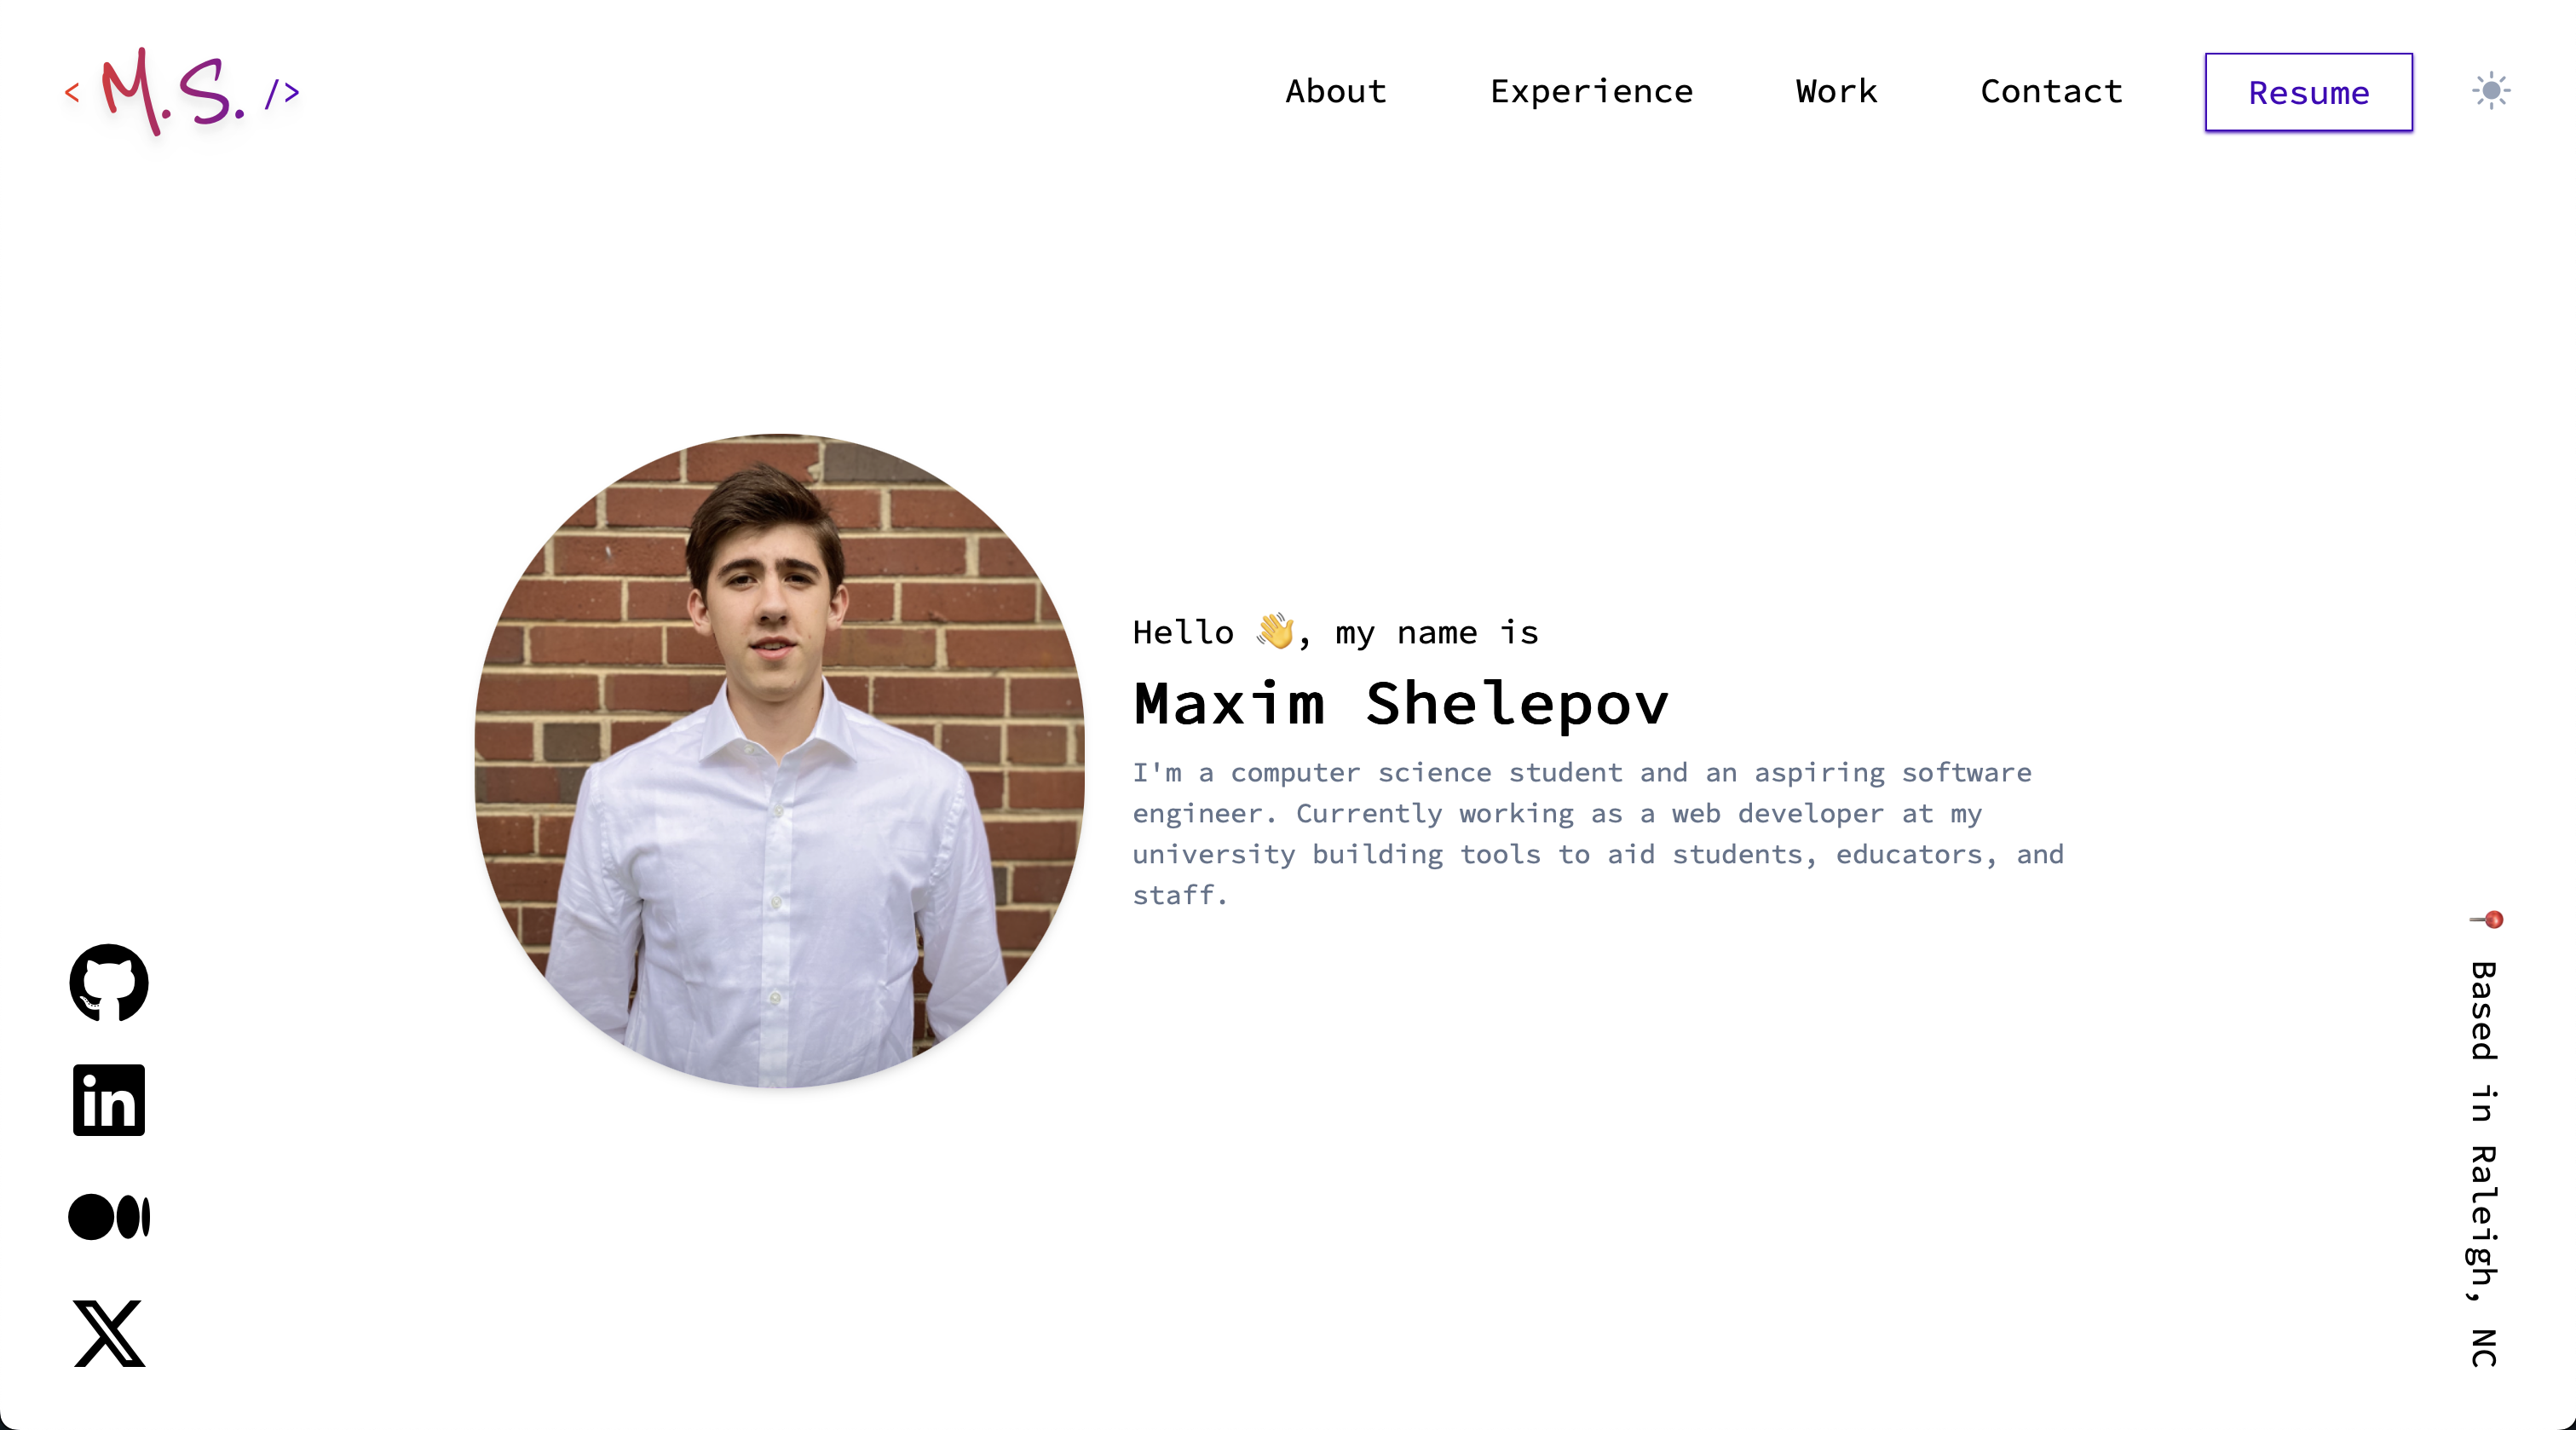 < M.S. />
About
Experience
Work
Contact
Resume
Hello 👋, my name is
Maxim Shelepov
I'm a computer science student and an aspiring software
engineer. Currently working as a web developer at my
university building tools to aid students, educators, and
staff.
in
📍 Based in Raleigh, NC